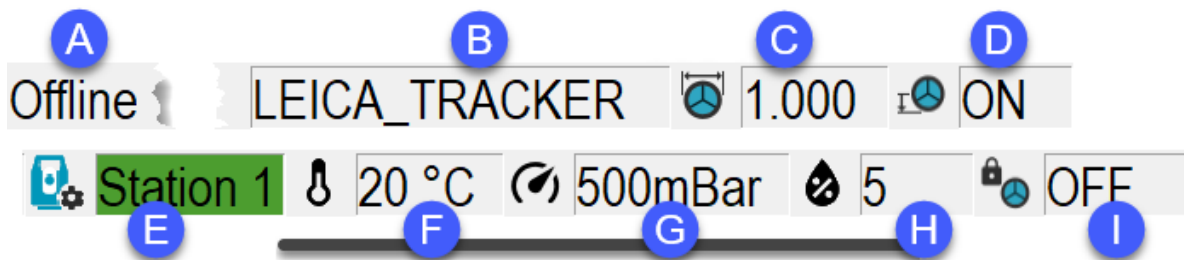 A B C D
Offline LEICA_TRACKER 1.000 ON
Station 1 20 °C 500mBar 5 OFF
E F G H I